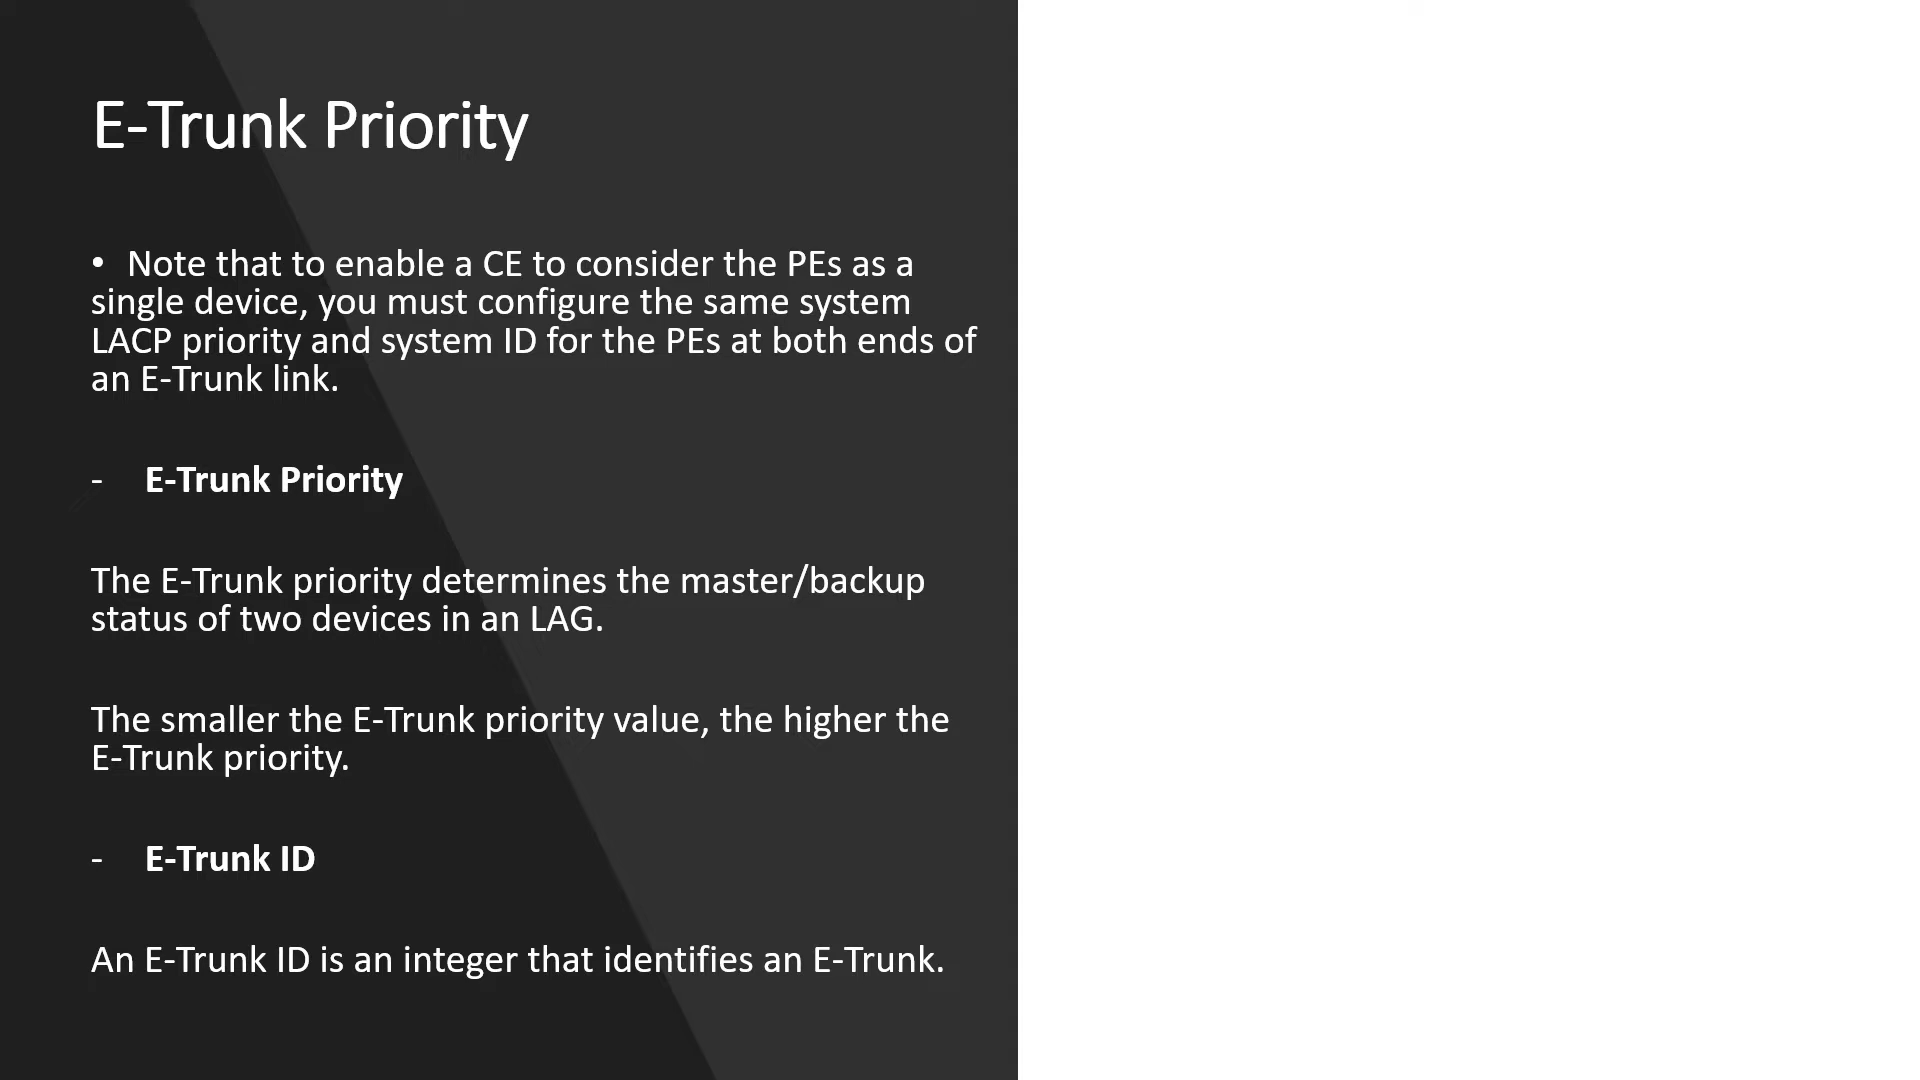 E-Trunk Priority
• Note that to enable a CE to consider the PEs as a
single device, you must configure the same system
LACP priority and system ID for the PEs at both ends of
an E-Trunk link.
- E-Trunk Priority
The E-Trunk priority determines the master/backup
status of two devices in an LAG.
The smaller the E-Trunk priority value, the higher the
E-Trunk priority.
- E-Trunk ID
An E-Trunk ID is an integer that identifies an E-Trunk.